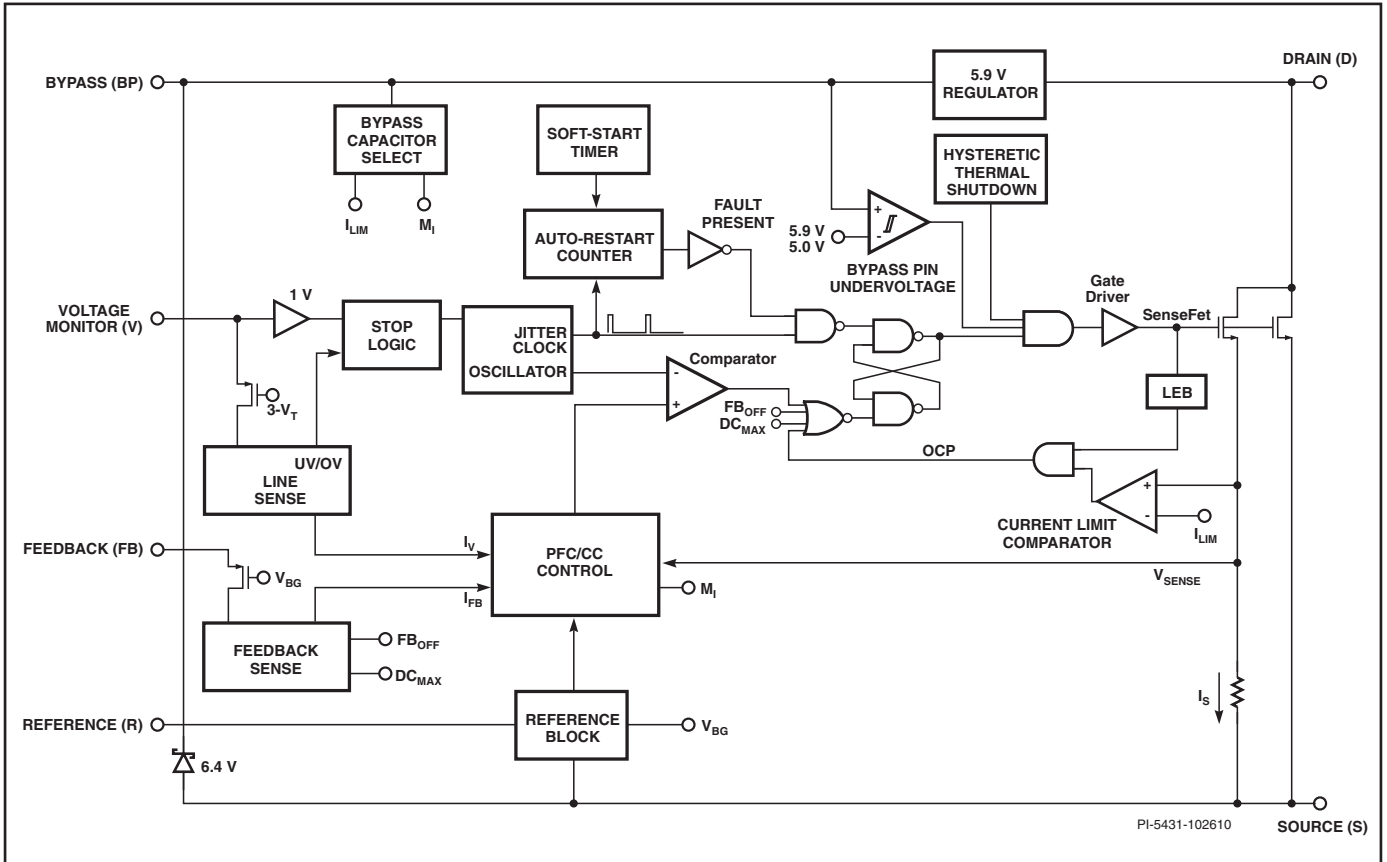 BYPASS (BP)
5.9 V
REGULATOR
DRAIN (D)
BYPASS
CAPACITOR
SELECT
I_LIM
M_I
SOFT-START
TIMER
HYSTERETIC
THERMAL
SHUTDOWN
AUTO-RESTART
COUNTER
FAULT
PRESENT
+
-
5.9 V
5.0 V
BYPASS PIN
UNDERVOLTAGE
VOLTAGE
MONITOR (V)
1 V
STOP
LOGIC
JITTER
CLOCK
OSCILLATOR
Gate
Driver
SenseFet
Comparator
-
+
3-V_T
FB_OFF
DC_MAX
LEB
OCP
UV/OV
LINE
SENSE
+
-
CURRENT LIMIT
COMPARATOR
I_LIM
FEEDBACK (FB)
V_BG
I_V
I_FB
PFC/CC
CONTROL
M_I
V_SENSE
FEEDBACK
SENSE
FB_OFF
DC_MAX
I_S
REFERENCE (R)
REFERENCE
BLOCK
V_BG
6.4 V
PI-5431-102610
SOURCE (S)